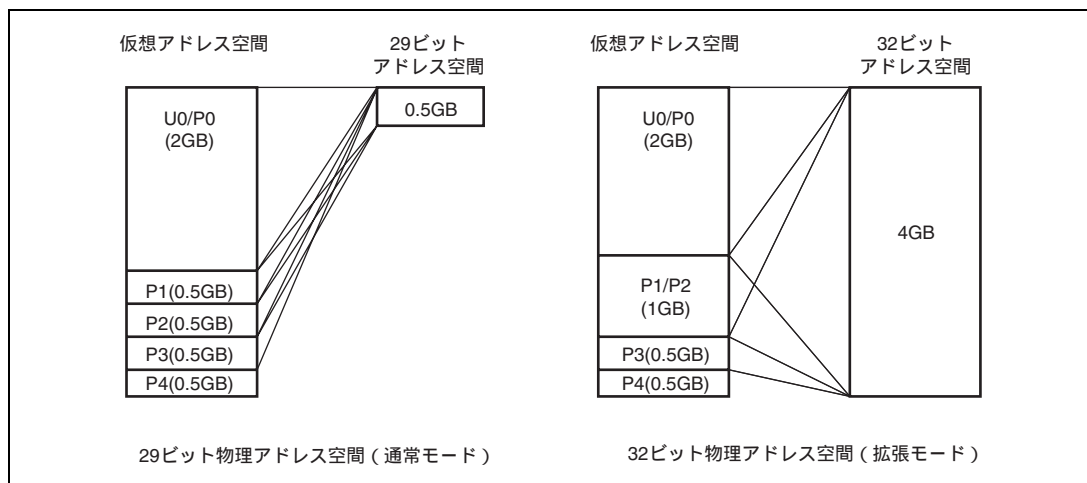 仮想アドレス空間
29ビット
アドレス空間
U0/P0
(2GB)
0.5GB
P1(0.5GB)
P2(0.5GB)
P3(0.5GB)
P4(0.5GB)
29ビット物理アドレス空間（通常モード）
仮想アドレス空間
32ビット
アドレス空間
U0/P0
(2GB)
4GB
P1/P2
(1GB)
P3(0.5GB)
P4(0.5GB)
32ビット物理アドレス空間（拡張モード）